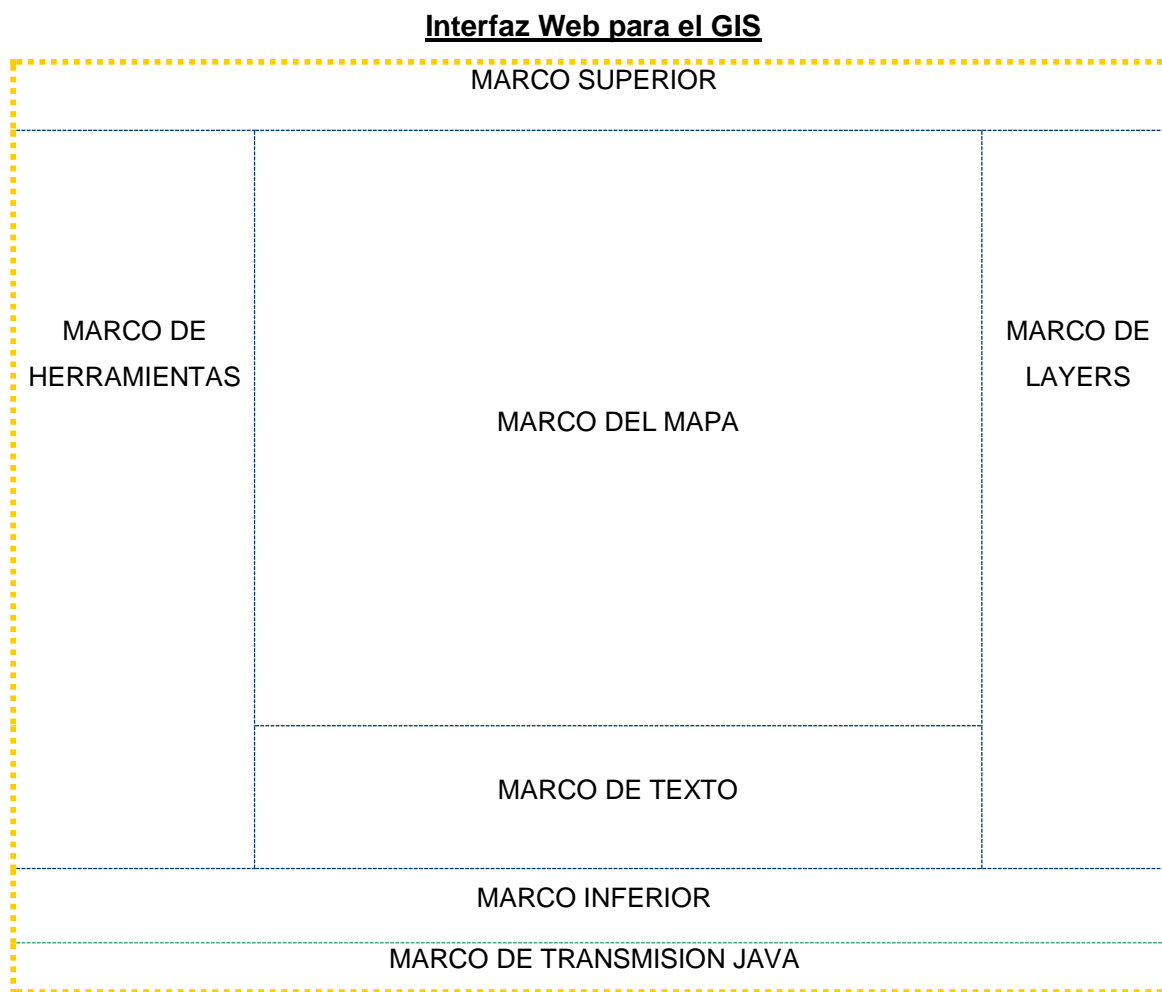 Interfaz Web para el GIS
MARCO SUPERIOR
MARCO DE
HERRAMIENTAS
MARCO DEL MAPA
MARCO DE
LAYERS
MARCO DE TEXTO
MARCO INFERIOR
MARCO DE TRANSMISION JAVA